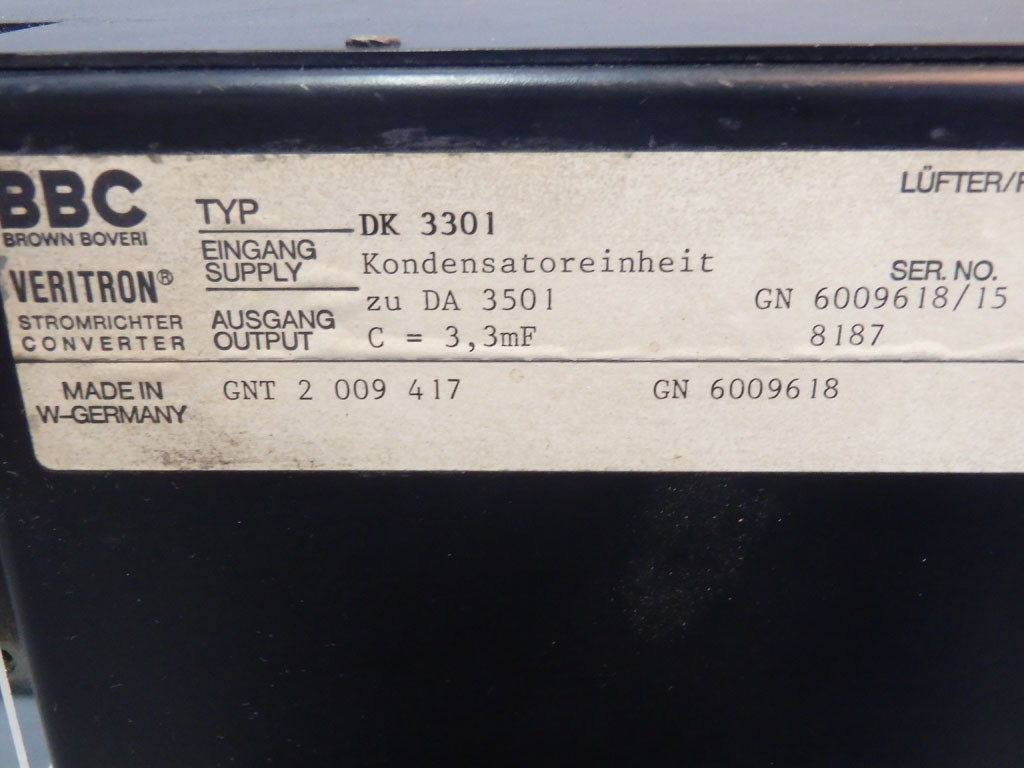 BBC
BROWN BOVERI
VERITRON®
STROMRICHTER
CONVERTER
TYP DK 3301
EINGANG
SUPPLY
Kondensatoreinheit
zu DA 3501
AUSGANG
OUTPUT
C = 3,3mF
LÜFTER/F
SER. NO.
GN 6009618/15
8187
MADE IN
W-GERMANY
GNT 2 009 417
GN 6009618